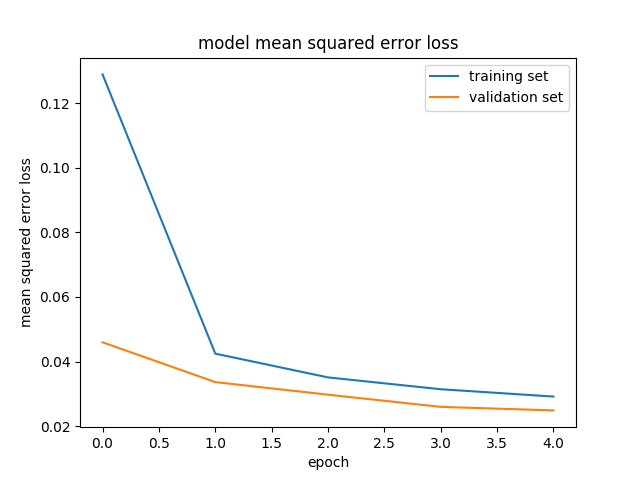 model mean squared error loss
training set
validation set
0.12
0.10
0.08
0.06
0.04
0.02
mean squared error loss
0.0 0.5 1.0 1.5 2.0 2.5 3.0 3.5 4.0
epoch